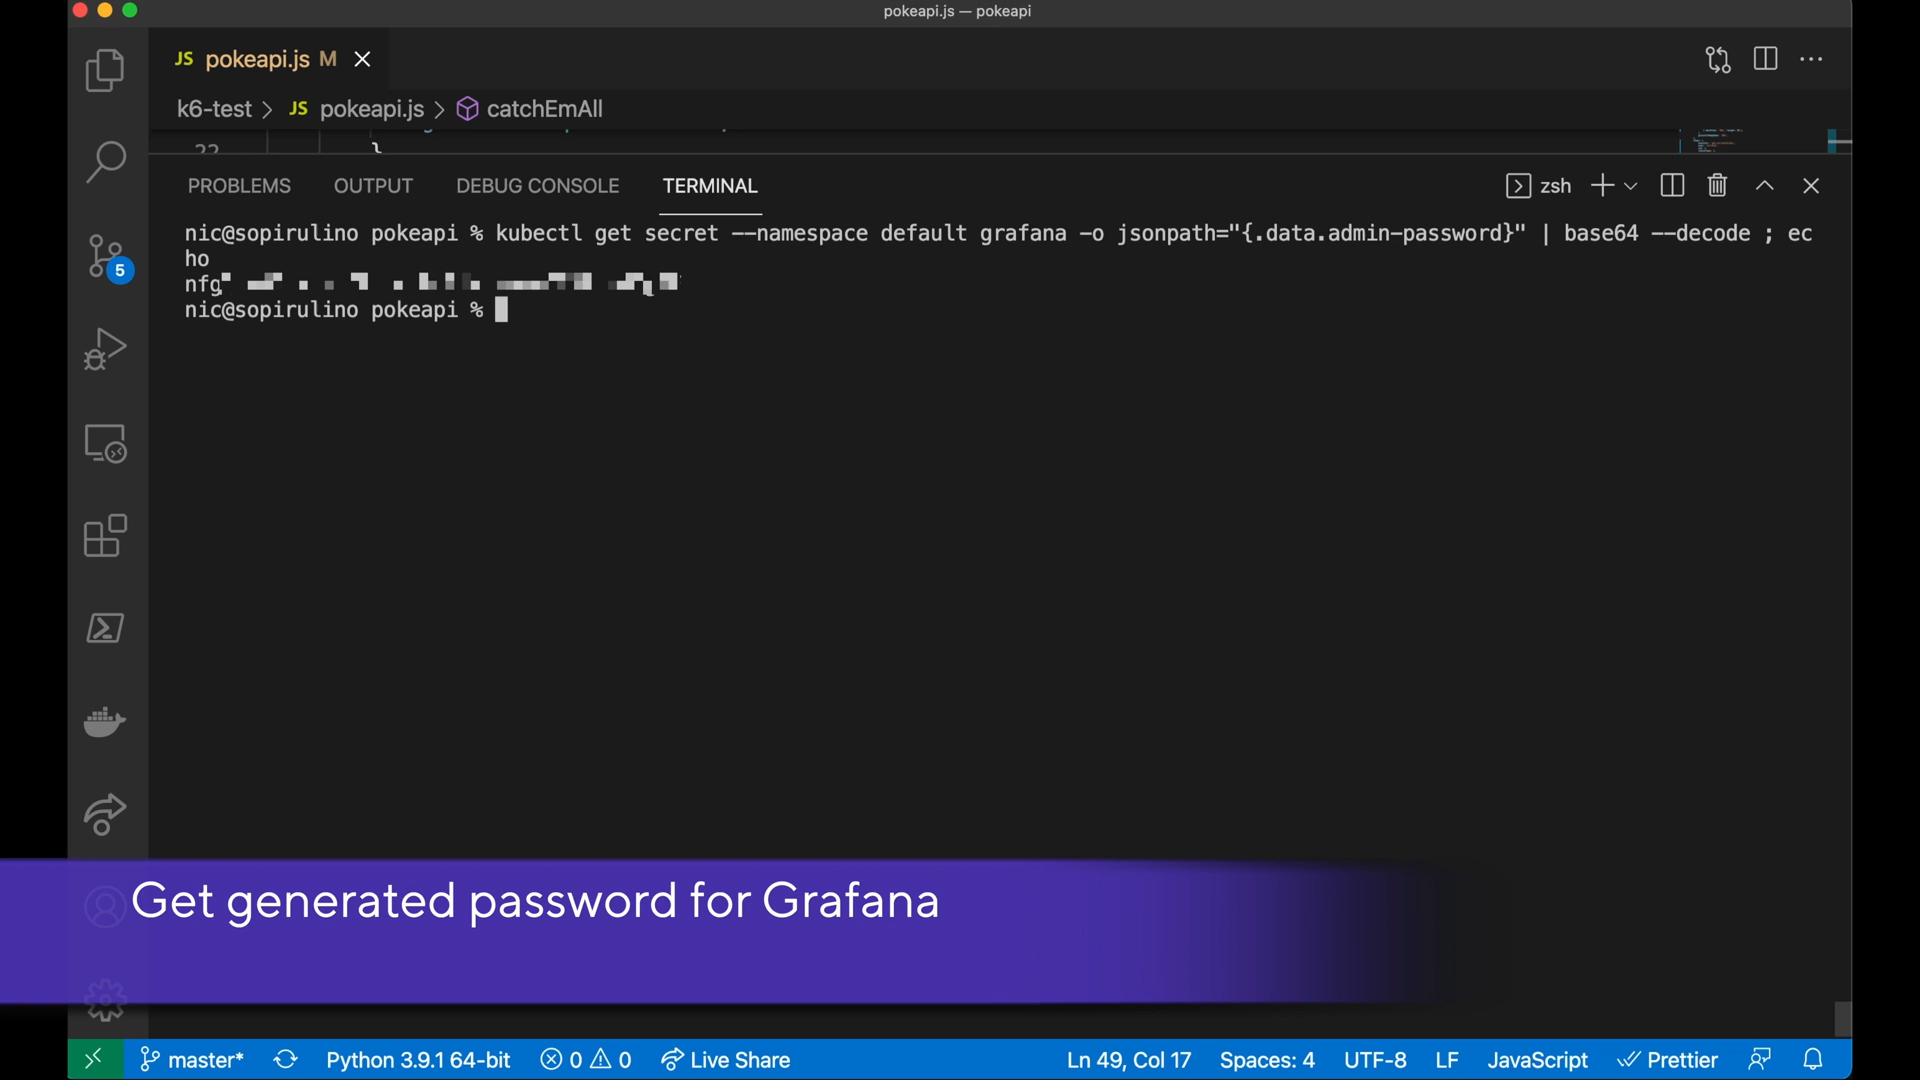 pokeapi.js — pokeapi
JS pokeapi.js M
k6-test > JS pokeapi.js > catchEmAll
22 }
PROBLEMS OUTPUT DEBUG CONSOLE TERMINAL zsh
nic@sopirulino pokeapi % kubectl get secret --namespace default grafana -o jsonpath="{.data.admin-password}" | base64 --decode ; ec
ho
nfg
nic@sopirulino pokeapi %
5
Get generated password for Grafana
master* Python 3.9.1 64-bit 0 0 Live Share Ln 49, Col 17 Spaces: 4 UTF-8 LF JavaScript Prettier